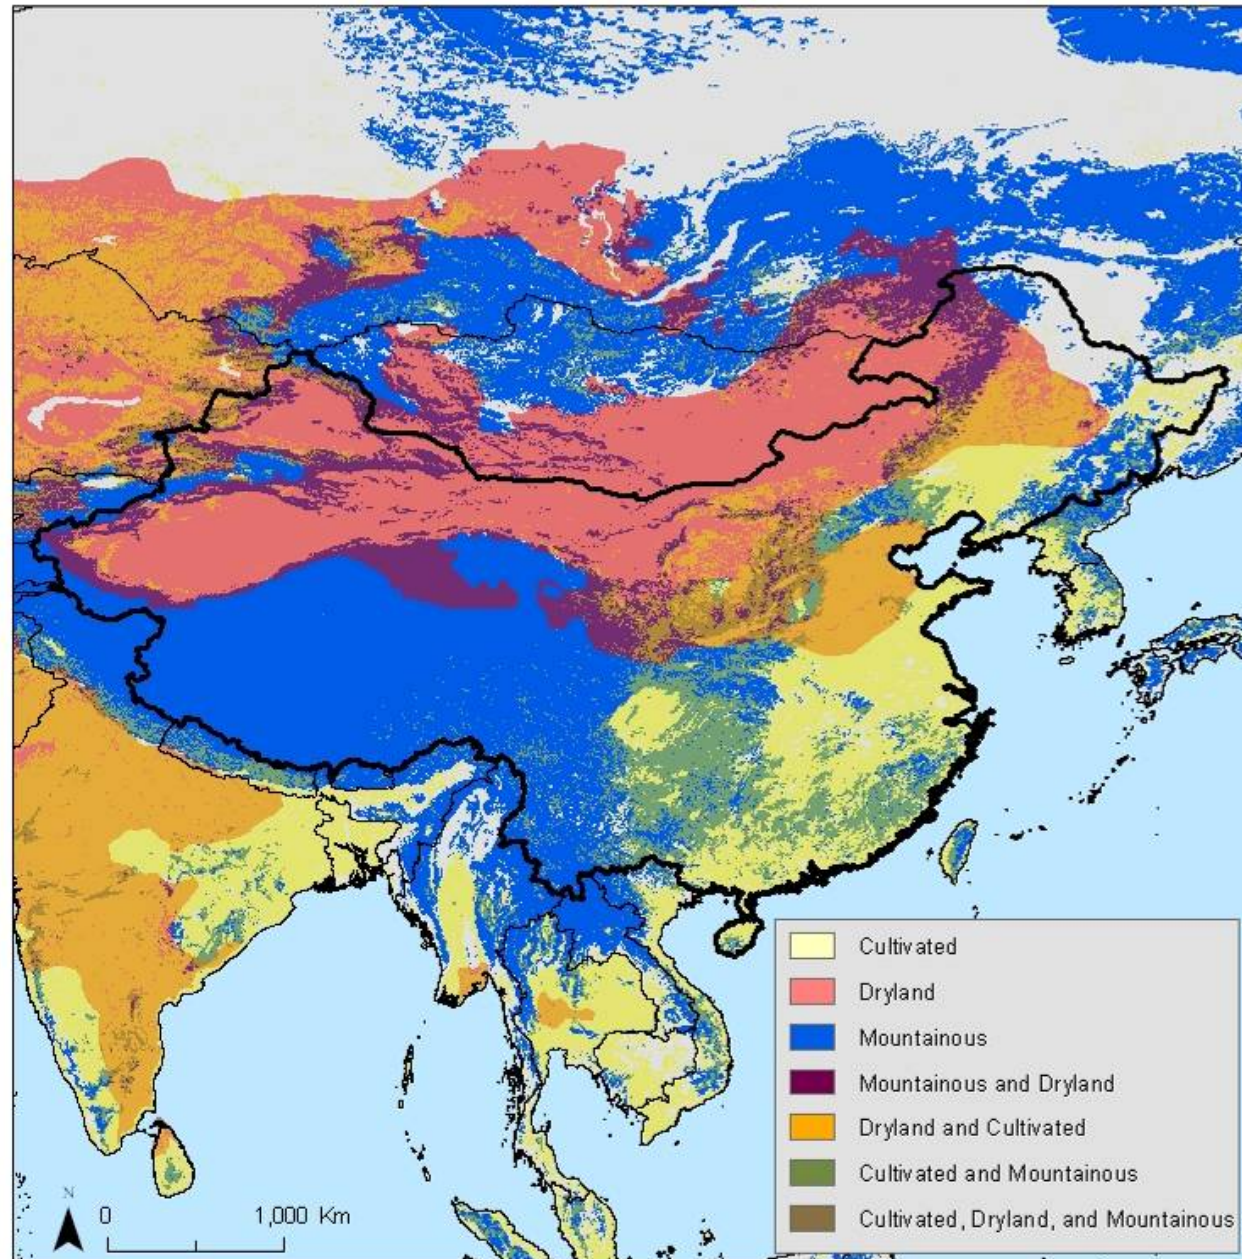 Cultivated
Dryland
Mountainous
Mountainous and Dryland
Dryland and Cultivated
Cultivated and Mountainous
Cultivated, Dryland, and Mountainous
N
0 1,000 Km